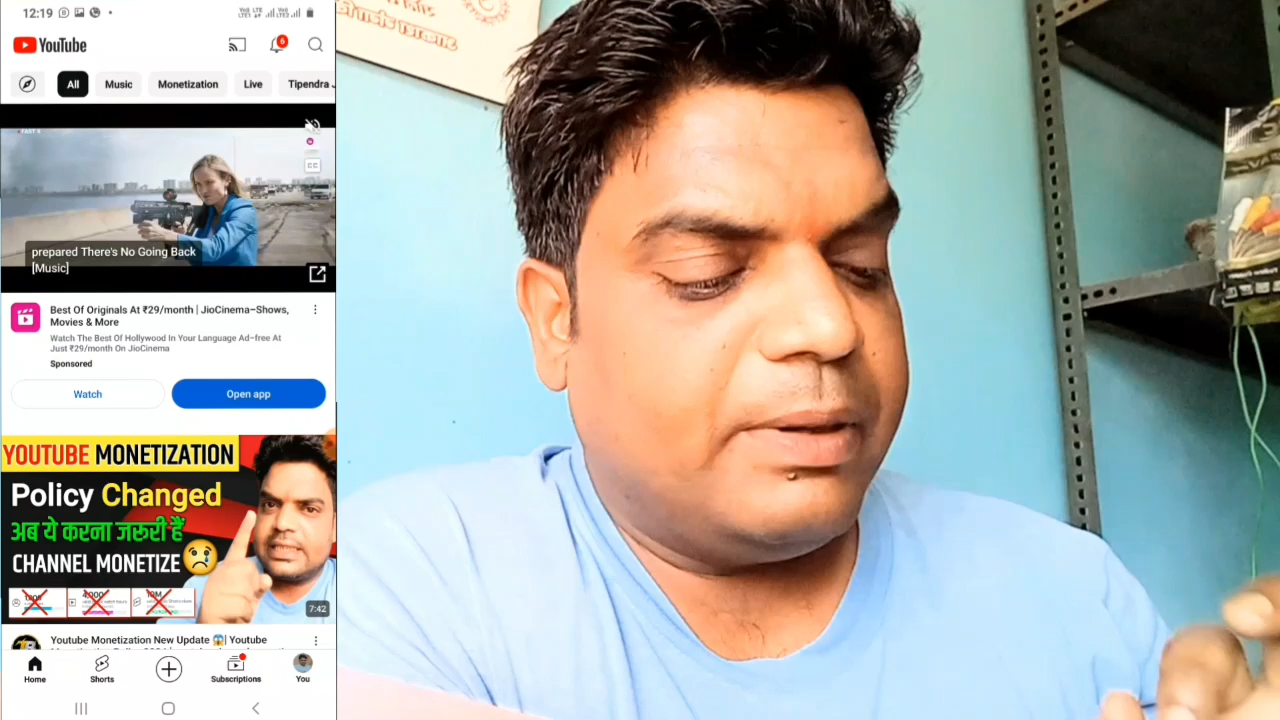 12:19
YouTube
6
All
Music
Monetization
Live
Tipendra
FAST X
CC
prepared There's No Going Back
[Music]
Best Of Originals At ₹29/month | JioCinema–Shows,
Movies & More
Watch The Best Of Hollywood In Your Language Ad–free At
Just ₹29/month On JioCinema
Sponsored
Watch
Open app
YOUTUBE MONETIZATION
Policy Changed
अब ये करना जरूरी हैं
CHANNEL MONETIZE
7:42
Youtube Monetization New Update 😱| Youtube
Home
Shorts
Subscriptions
You